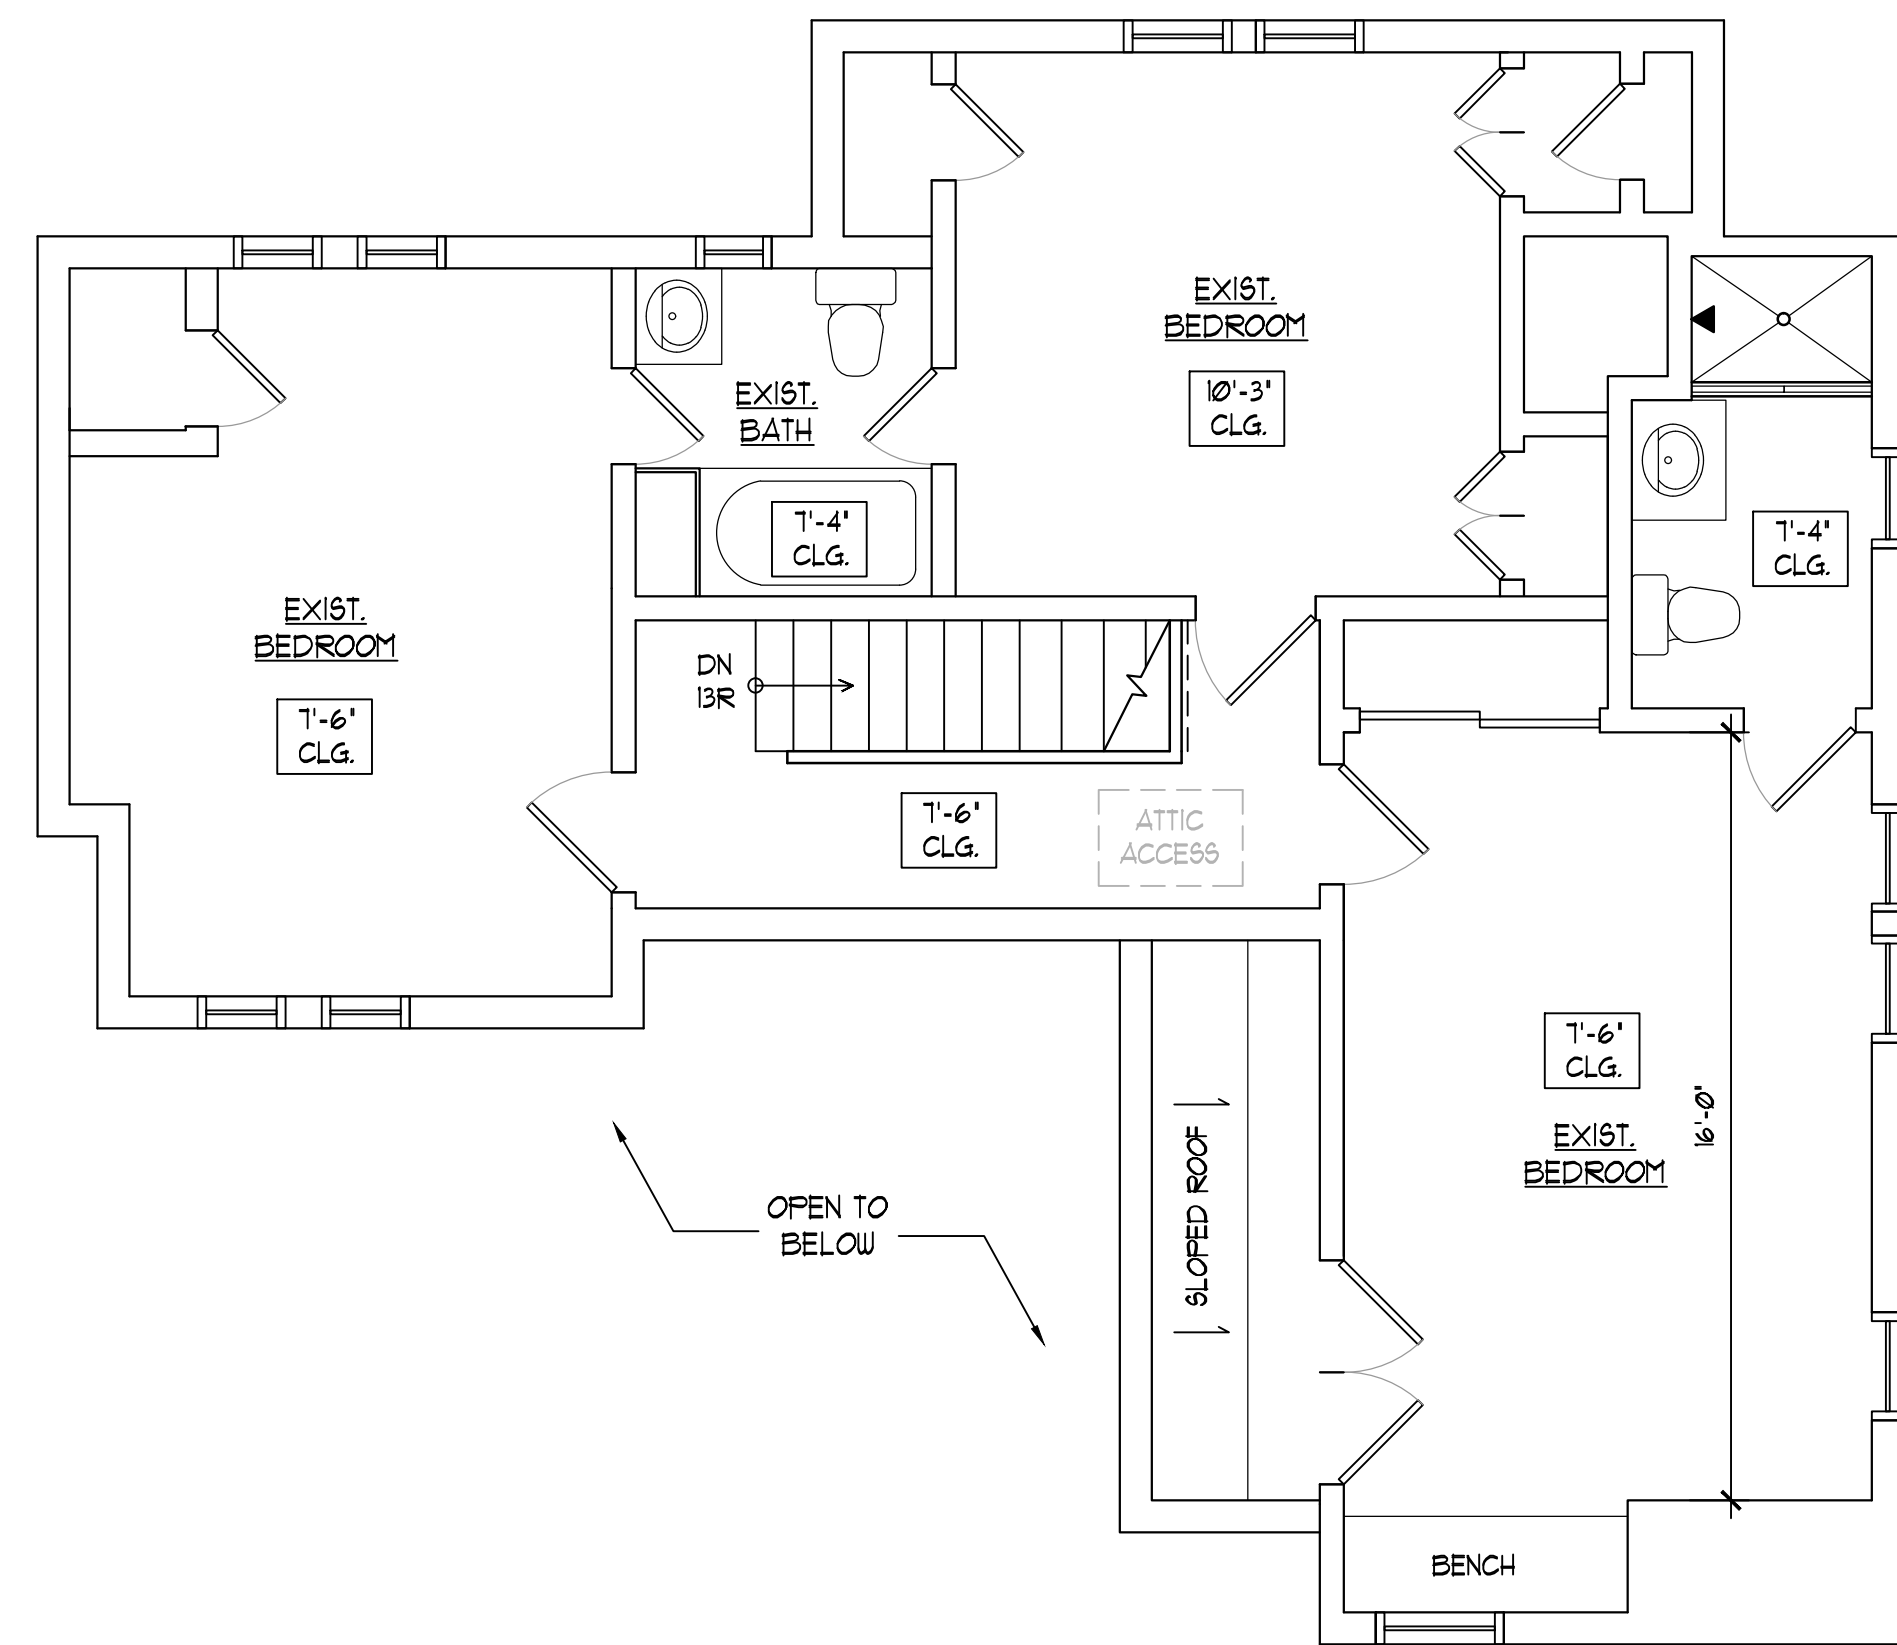 EXIST.
BEDROOM
10'-3"
CLG.
EXIST.
BATH
7'-4"
CLG.
7'-4"
CLG.
EXIST.
BEDROOM
7'-6"
CLG.
DN
13R
7'-6"
CLG.
ATTIC
ACCESS
7'-6"
CLG.
EXIST.
BEDROOM
16'-0"
SLOPED ROOF
OPEN TO
BELOW
BENCH